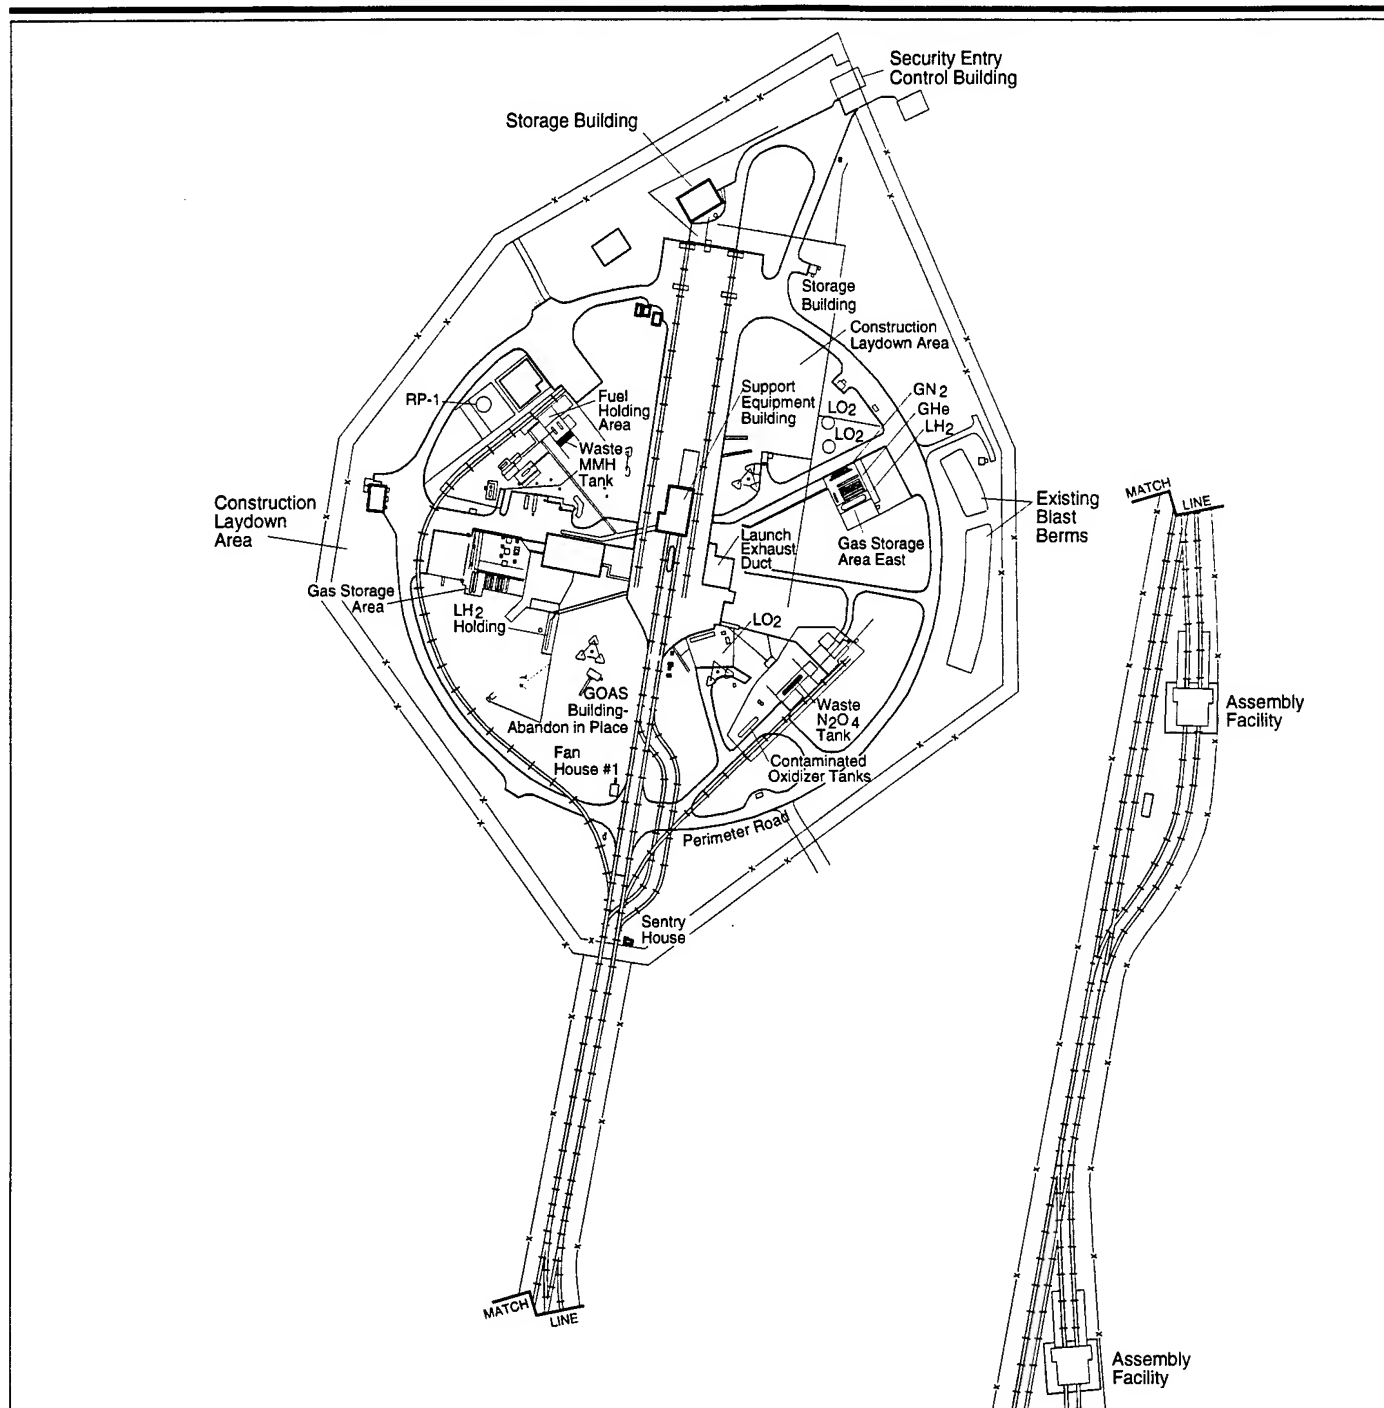 Security Entry
Control Building
Storage Building
Storage
Building
Construction
Laydown Area
RP-1
Fuel
Holding
Area
Support
Equipment
Building
GN2
GHe
LH2
LO2
LO2
Waste
MMH
Tank
Construction
Laydown
Area
MATCH
LINE
Existing
Blast
Berms
Launch
Exhaust
Duct
Gas Storage
Area East
Gas Storage
Area
LH2
Holding
LO2
GOAS
Building-
Abandon in Place
Waste
N2O4
Tank
Assembly
Facility
Fan
House #1
Contaminated
Oxidizer Tanks
Perimeter Road
Sentry
House
MATCH
LINE
Assembly
Facility